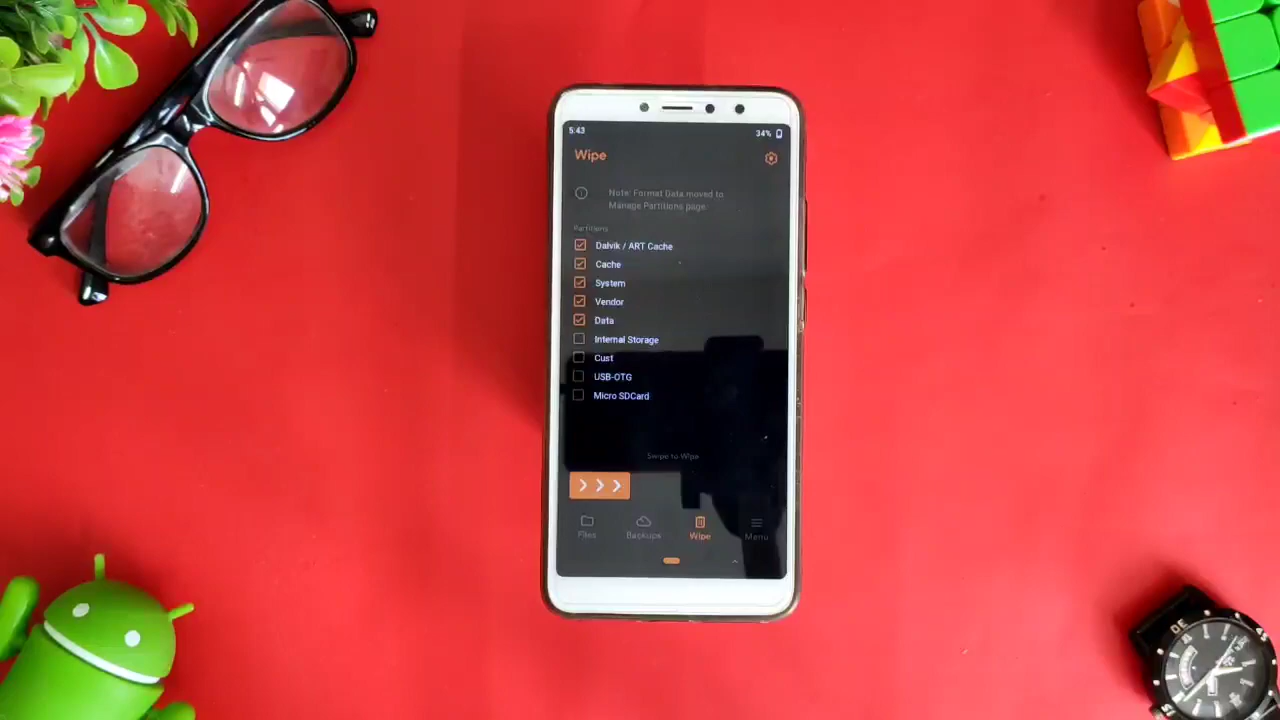 5:43
34%
Wipe
Note: Format Data moved to
Manage Partitions page.
Partitions
Dalvik / ART Cache
Cache
System
Vendor
Data
Internal Storage
Cust
USB-OTG
Micro SDCard
Swipe to Wipe
Files
Backups
Wipe
Menu
DE